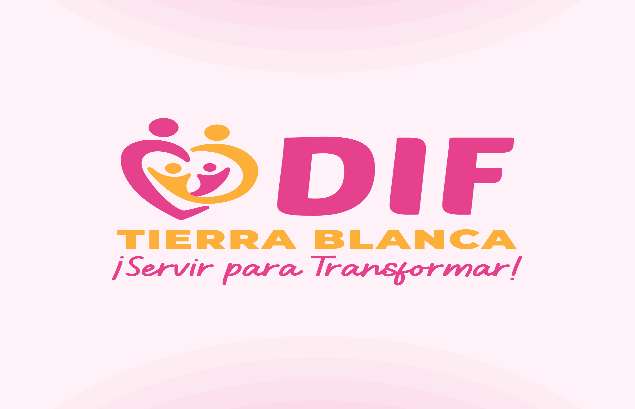 DIF
TIERRA BLANCA
¡Servir para Transformar!